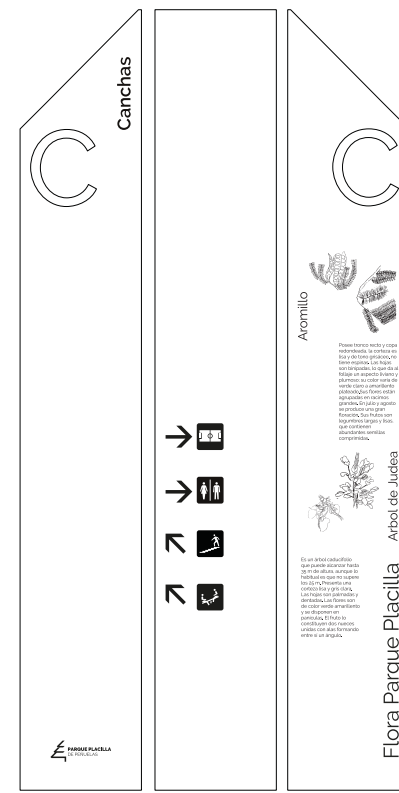 Canchas
C
PARQUE PLACILLA
DE PEÑUELAS
C
Aromillo
Posee tronco recto y copa
redondeada, la corteza es
lisa y de tono grisáceo, no
tiene espinas. Las hojas
son binipadas, lo que da al
follaje un aspecto liviano y
plumoso; su color varia de
verde claro a amarillento
plateado,Sus flores están
agrupadas en racimos
grandes. En julio y agosto
se produce una gran
floración. Sus frutos son
legumbres largas y lisas,
que contienen
abundantes semillas
comprimidas.
Arbol de Judea
Es un árbol caducifolio
que puede alcanzar hasta
35 m de altura, aunque lo
habitual es que no supere
los 25 m. Presenta una
corteza lisa y gris clara.
Las hojas son palmadas y
dentadas. Las flores son
de color verde amarillento
y se disponen en
panículas. El fruto lo
constituyen dos nueces
unidas con alas formando
entre sí un ángulo.
Flora Parque Placilla